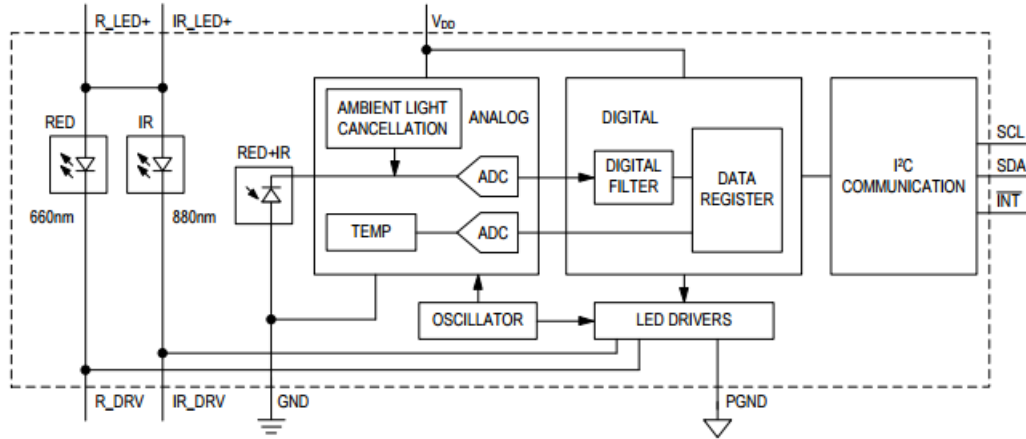 R_LED+ IR_LED+ V_DD
AMBIENT LIGHT
CANCELLATION
ANALOG
DIGITAL
RED IR
RED+IR
ADC
DIGITAL
FILTER
DATA
REGISTER
I²C
COMMUNICATION
SCL
SDA
INT
660nm 880nm
TEMP
ADC
OSCILLATOR
LED DRIVERS
R_DRV IR_DRV GND PGND